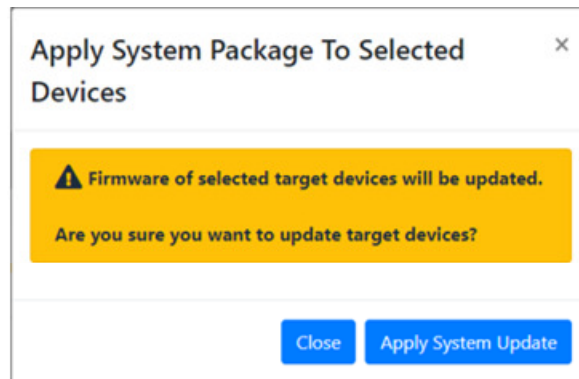 Apply System Package To Selected
Devices
×
⚠ Firmware of selected target devices will be updated.
Are you sure you want to update target devices?
Close
Apply System Update